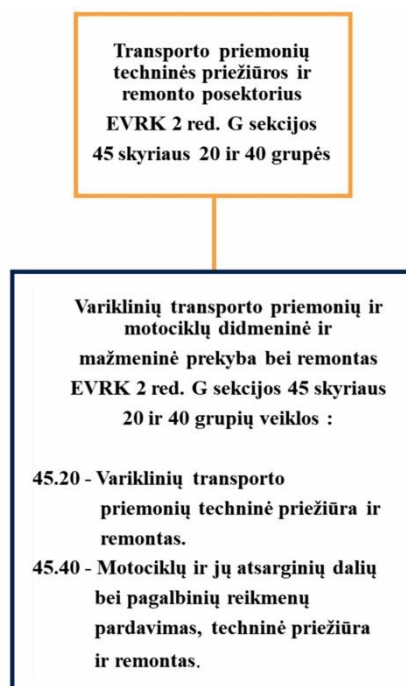 Transporto priemonių
techninės priežiūros ir
remonto posektorius
EVRK 2 red. G sekcijos
45 skyriaus 20 ir 40 grupės
Variklinių transporto priemonių ir
motociklų didmeninė ir
mažmeninė prekyba bei remontas
EVRK 2 red. G sekcijos 45 skyriaus
20 ir 40 grupių veiklos :
45.20 - Variklinių transporto
priemonių techninė priežiūra ir
remontas.
45.40 - Motociklų ir jų atsarginių dalių
bei pagalbinių reikmenų
pardavimas, techninė priežiūra
ir remontas.